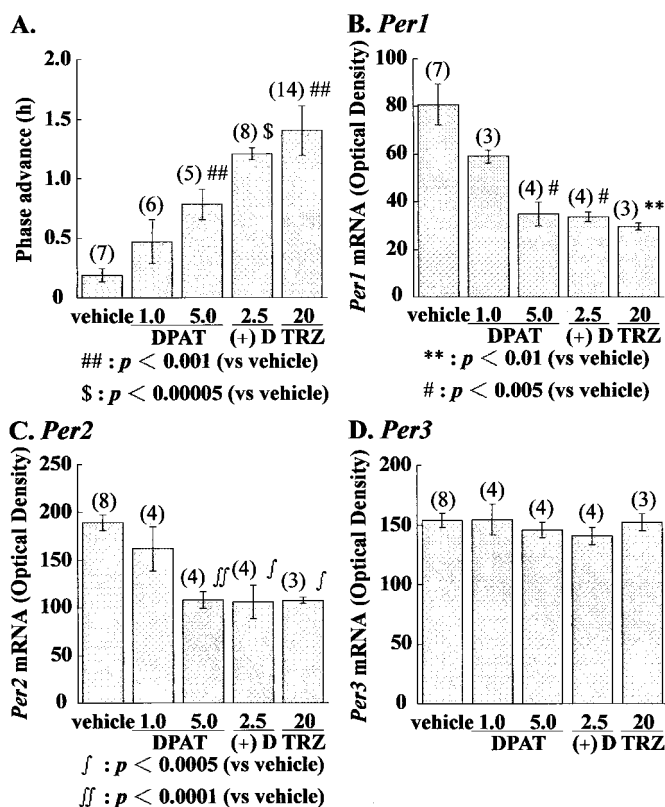 A.
Phase advance (h)
2.0
1.5
1.0
0.5
0
(7)
(6)
(5) ##
(8) $
(14) ##
vehicle 1.0 5.0 2.5 20
DPAT (+) D TRZ
## : p < 0.001 (vs vehicle)
$ : p < 0.00005 (vs vehicle)
B. Per1
Per1 mRNA (Optical Density)
100
80
60
40
20
0
(7)
(3)
(4) #
(4) #
(3) **
vehicle 1.0 5.0 2.5 20
DPAT (+) D TRZ
** : p < 0.01 (vs vehicle)
# : p < 0.005 (vs vehicle)
C. Per2
Per2 mRNA (Optical Density)
250
200
150
100
50
0
(8)
(4)
(4) ∬
(4) ∫
(3) ∫
vehicle 1.0 5.0 2.5 20
DPAT (+) D TRZ
∫ : p < 0.0005 (vs vehicle)
∬ : p < 0.0001 (vs vehicle)
D. Per3
Per3 mRNA (Optical Density)
200
150
100
50
0
(8)
(4)
(4)
(4)
(3)
vehicle 1.0 5.0 2.5 20
DPAT (+) D TRZ